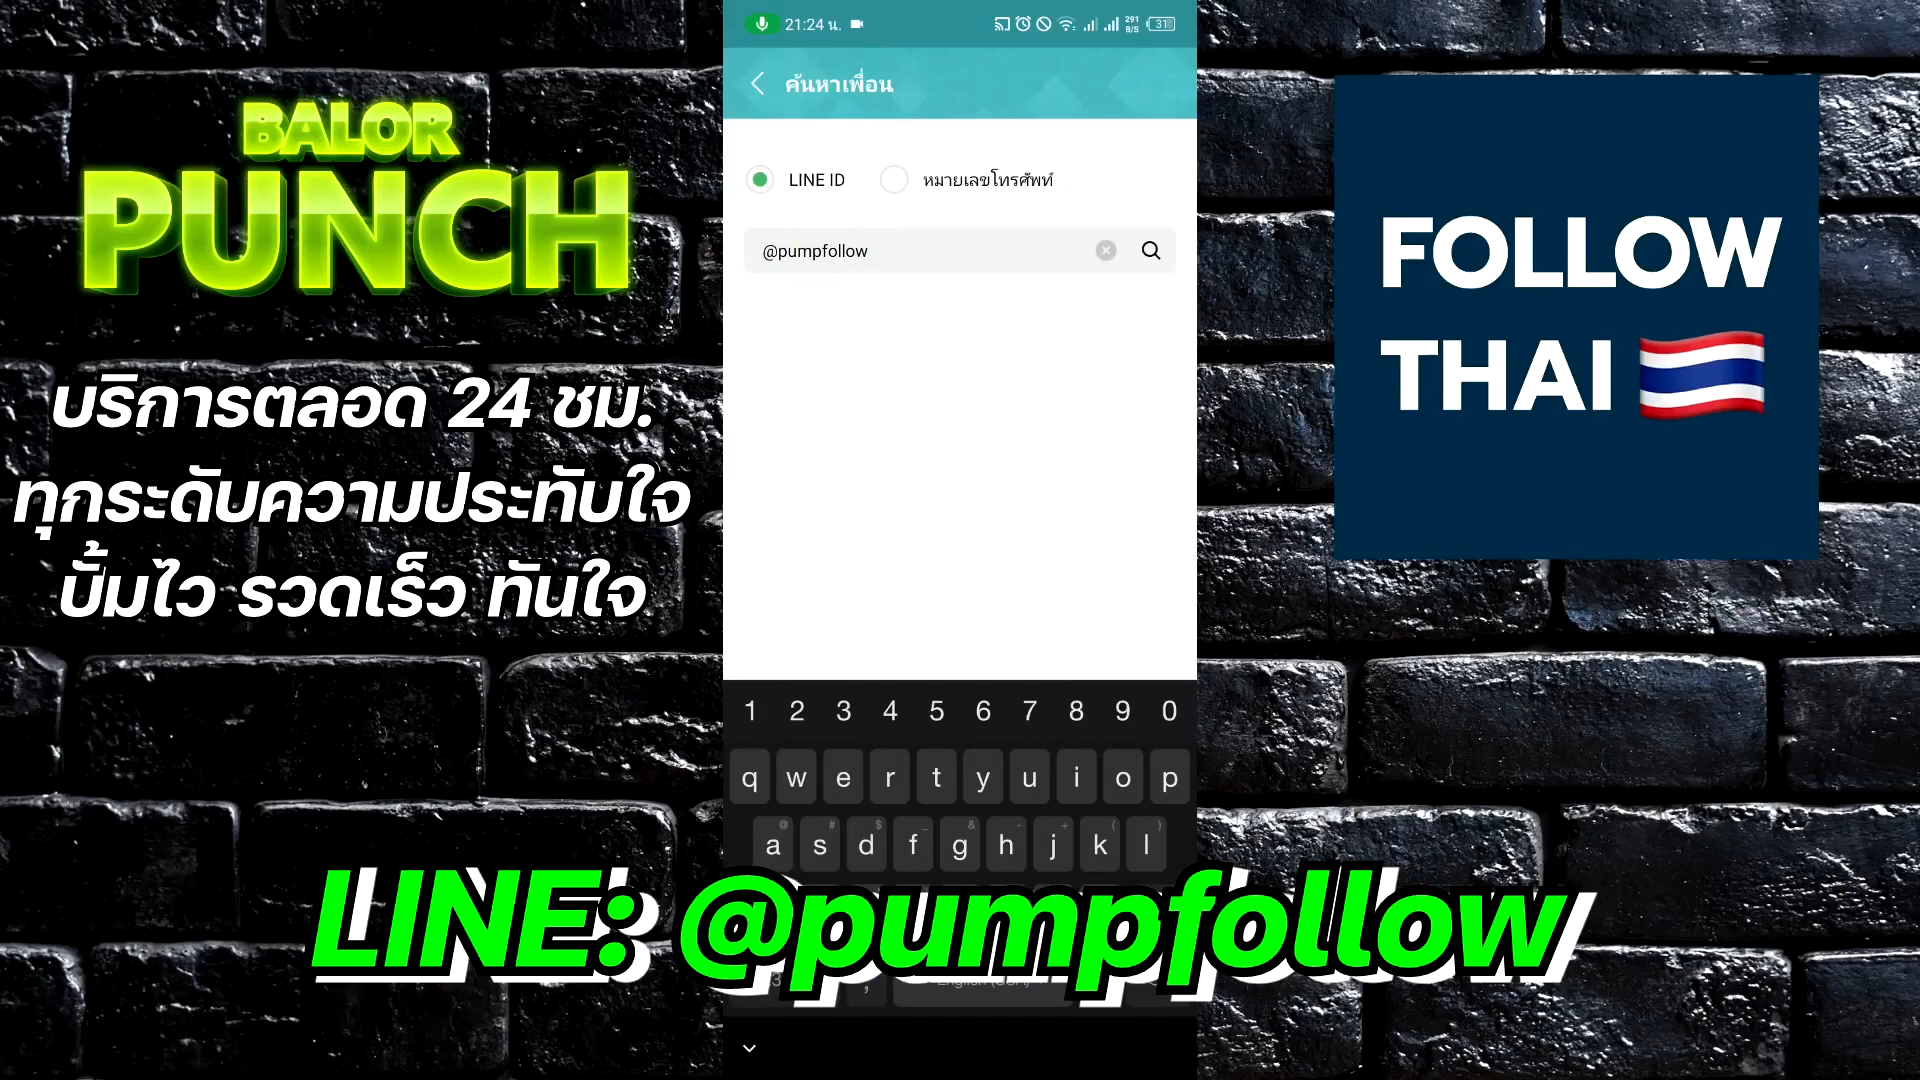 BALOR
PUNCH
บริการตลอด 24 ชม.
ทุกระดับความประทับใจ
ปั้มไว รวดเร็ว ทันใจ
21:24 น.
291
B/S
31
ค้นหาเพื่อน
LINE ID
หมายเลขโทรศัพท์
@pumpfollow
1 2 3 4 5 6 7 8 9 0
q w e r t y u i o p
a s d f g h j k l
FOLLOW
THAI 🇹🇭
LINE: @pumpfollow